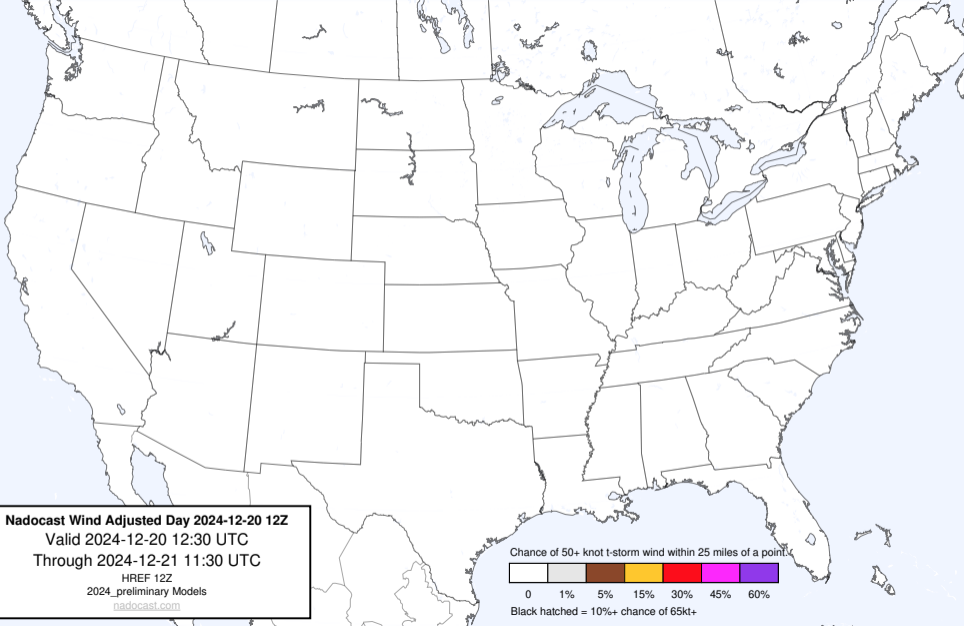 Nadocast Wind Adjusted Day 2024-12-20 12Z
Valid 2024-12-20 12:30 UTC
Through 2024-12-21 11:30 UTC
HREF 12Z
2024_preliminary Models
nadocast.com
Chance of 50+ knot t-storm wind within 25 miles of a point.
0 1% 5% 15% 30% 45% 60%
Black hatched = 10%+ chance of 65kt+